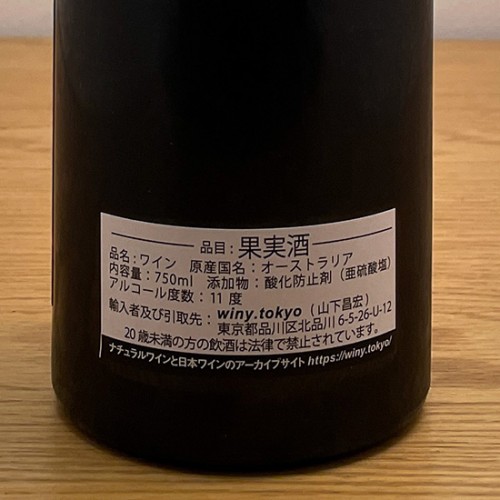 品目：果実酒
品名：ワイン 原産国名：オーストラリア
内容量：750ml 添加物：酸化防止剤（亜硫酸塩）
アルコール度数：11度
輸入者及び引取先：winy.tokyo（山下昌宏）
東京都品川区北品川 6-5-26-U-12
20歳未満の方の飲酒は法律で禁止されています。
ナチュラルワインと日本ワインのアーカイブサイト https://winy.tokyo/